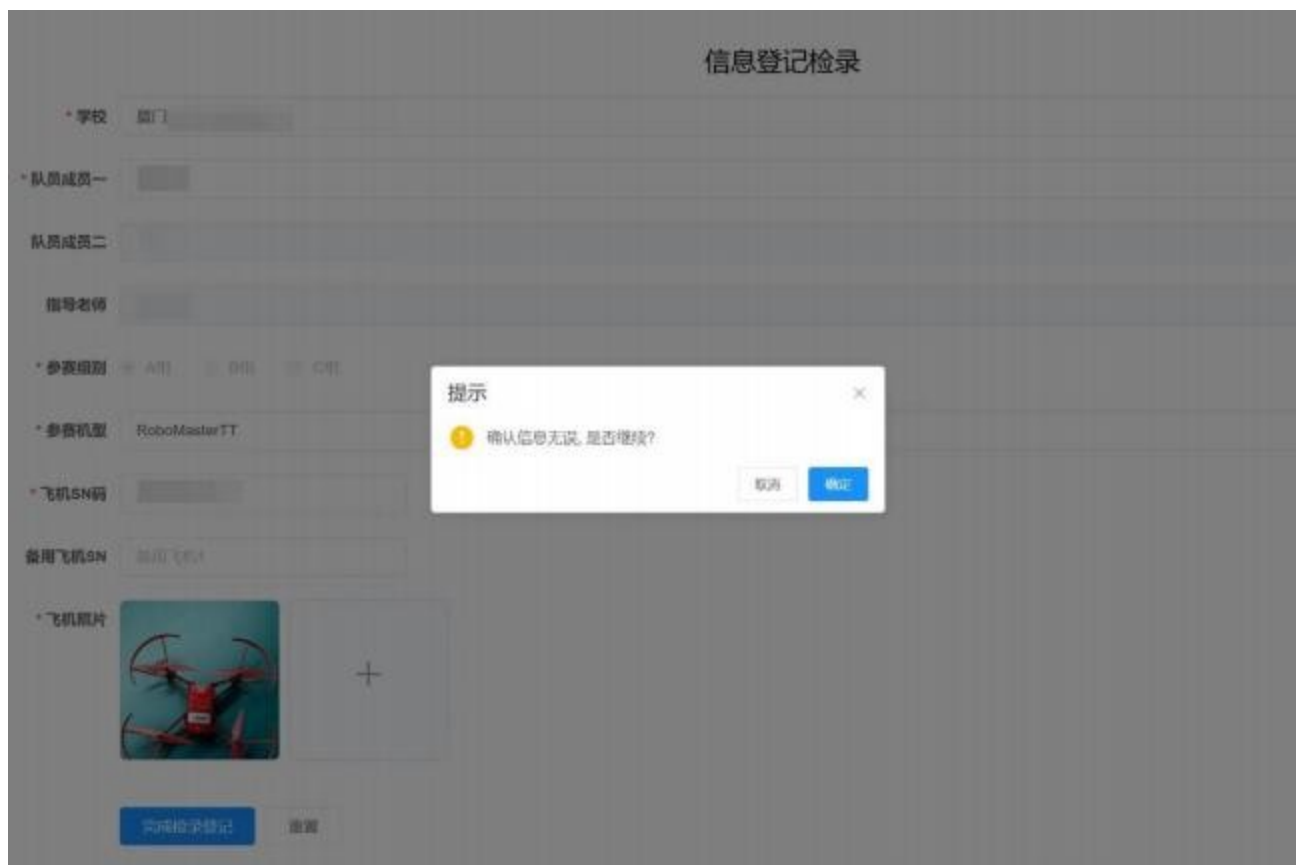 信息登记检录
* 学校 厦门
* 队员成员一
队员成员二
指导老师
* 参赛组别 A组 B组 C组
* 参赛机型 RoboMasterTT
* 飞机SN码
备用飞机SN
* 飞机照片
提示
确认信息无误, 是否继续?
取消 确定
完成检录登记 重置